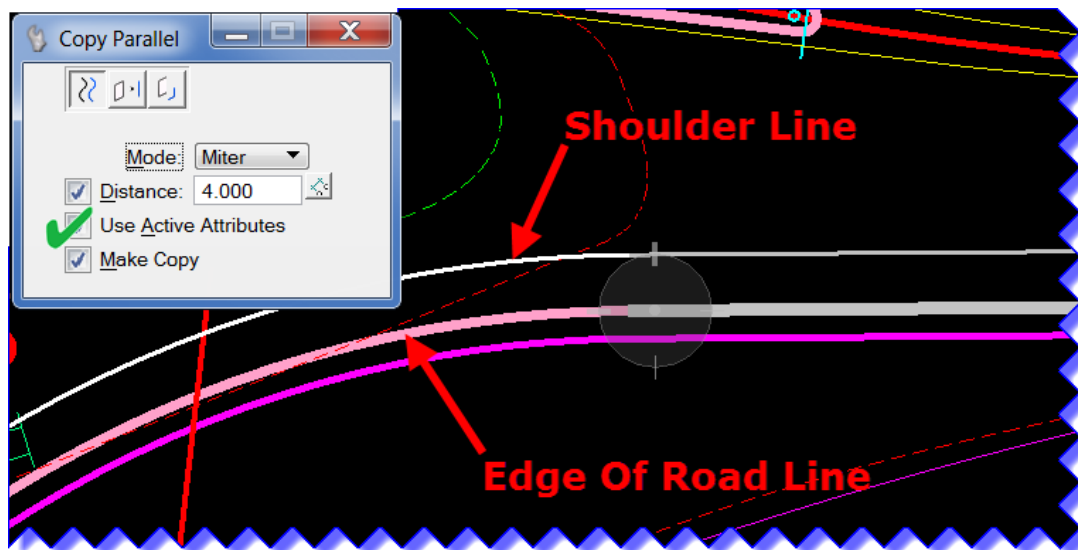 Copy Parallel
Mode: Miter
Distance: 4.000
Use Active Attributes
Make Copy
Shoulder Line
Edge Of Road Line